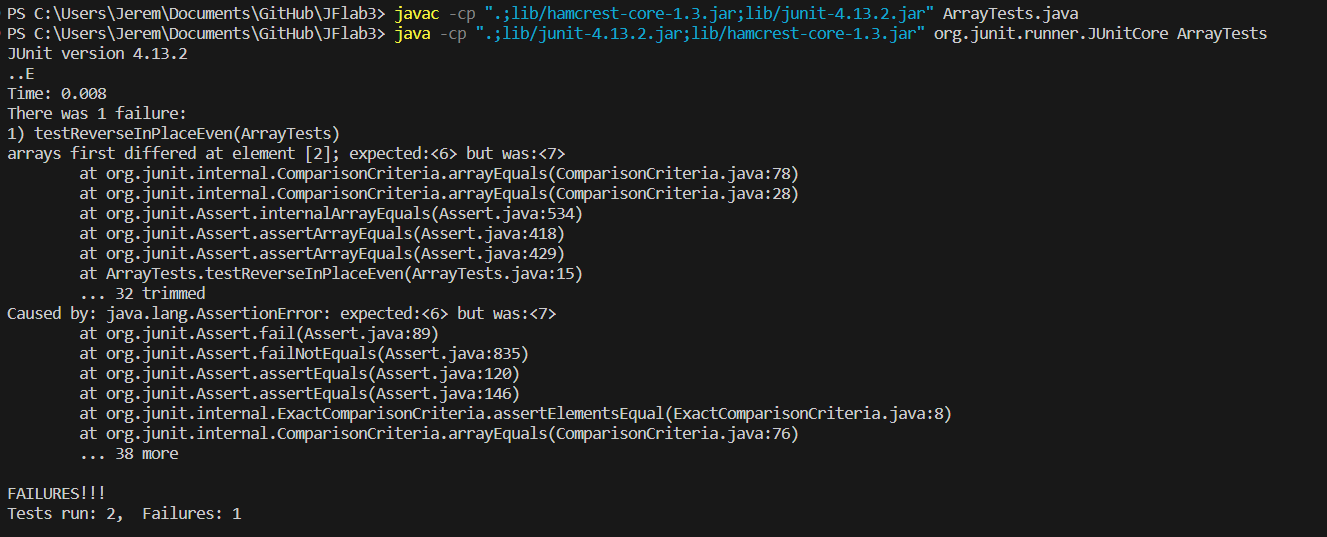 PS C:\Users\Jerem\Documents\GitHub\JFlab3> javac -cp ".;lib/hamcrest-core-1.3.jar;lib/junit-4.13.2.jar" ArrayTests.java
PS C:\Users\Jerem\Documents\GitHub\JFlab3> java -cp ".;lib/junit-4.13.2.jar;lib/hamcrest-core-1.3.jar" org.junit.runner.JUnitCore ArrayTests
JUnit version 4.13.2
..E
Time: 0.008
There was 1 failure:
1) testReverseInPlaceEven(ArrayTests)
arrays first differed at element [2]; expected:<6> but was:<7>
        at org.junit.internal.ComparisonCriteria.arrayEquals(ComparisonCriteria.java:78)
        at org.junit.internal.ComparisonCriteria.arrayEquals(ComparisonCriteria.java:28)
        at org.junit.Assert.internalArrayEquals(Assert.java:534)
        at org.junit.Assert.assertArrayEquals(Assert.java:418)
        at org.junit.Assert.assertArrayEquals(Assert.java:429)
        at ArrayTests.testReverseInPlaceEven(ArrayTests.java:15)
        ... 32 trimmed
Caused by: java.lang.AssertionError: expected:<6> but was:<7>
        at org.junit.Assert.fail(Assert.java:89)
        at org.junit.Assert.failNotEquals(Assert.java:835)
        at org.junit.Assert.assertEquals(Assert.java:120)
        at org.junit.Assert.assertEquals(Assert.java:146)
        at org.junit.internal.ExactComparisonCriteria.assertElementsEqual(ExactComparisonCriteria.java:8)
        at org.junit.internal.ComparisonCriteria.arrayEquals(ComparisonCriteria.java:76)
        ... 38 more

FAILURES!!!
Tests run: 2,  Failures: 1